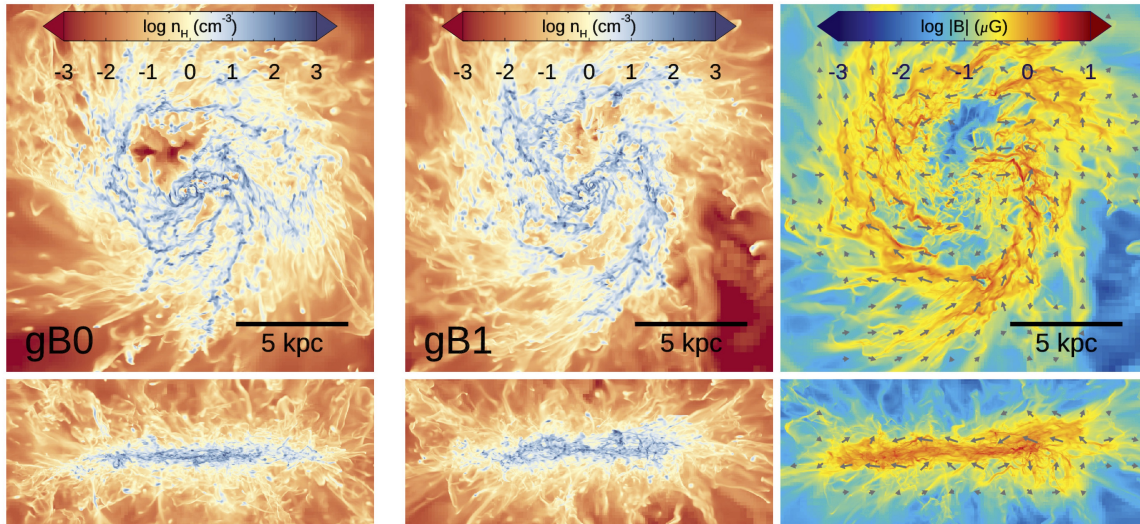 log n_H (cm^-3)
-3 -2 -1 0 1 2 3
gB0
5 kpc
log n_H (cm^-3)
-3 -2 -1 0 1 2 3
gB1
5 kpc
log |B| (μG)
-3 -2 -1 0 1
5 kpc